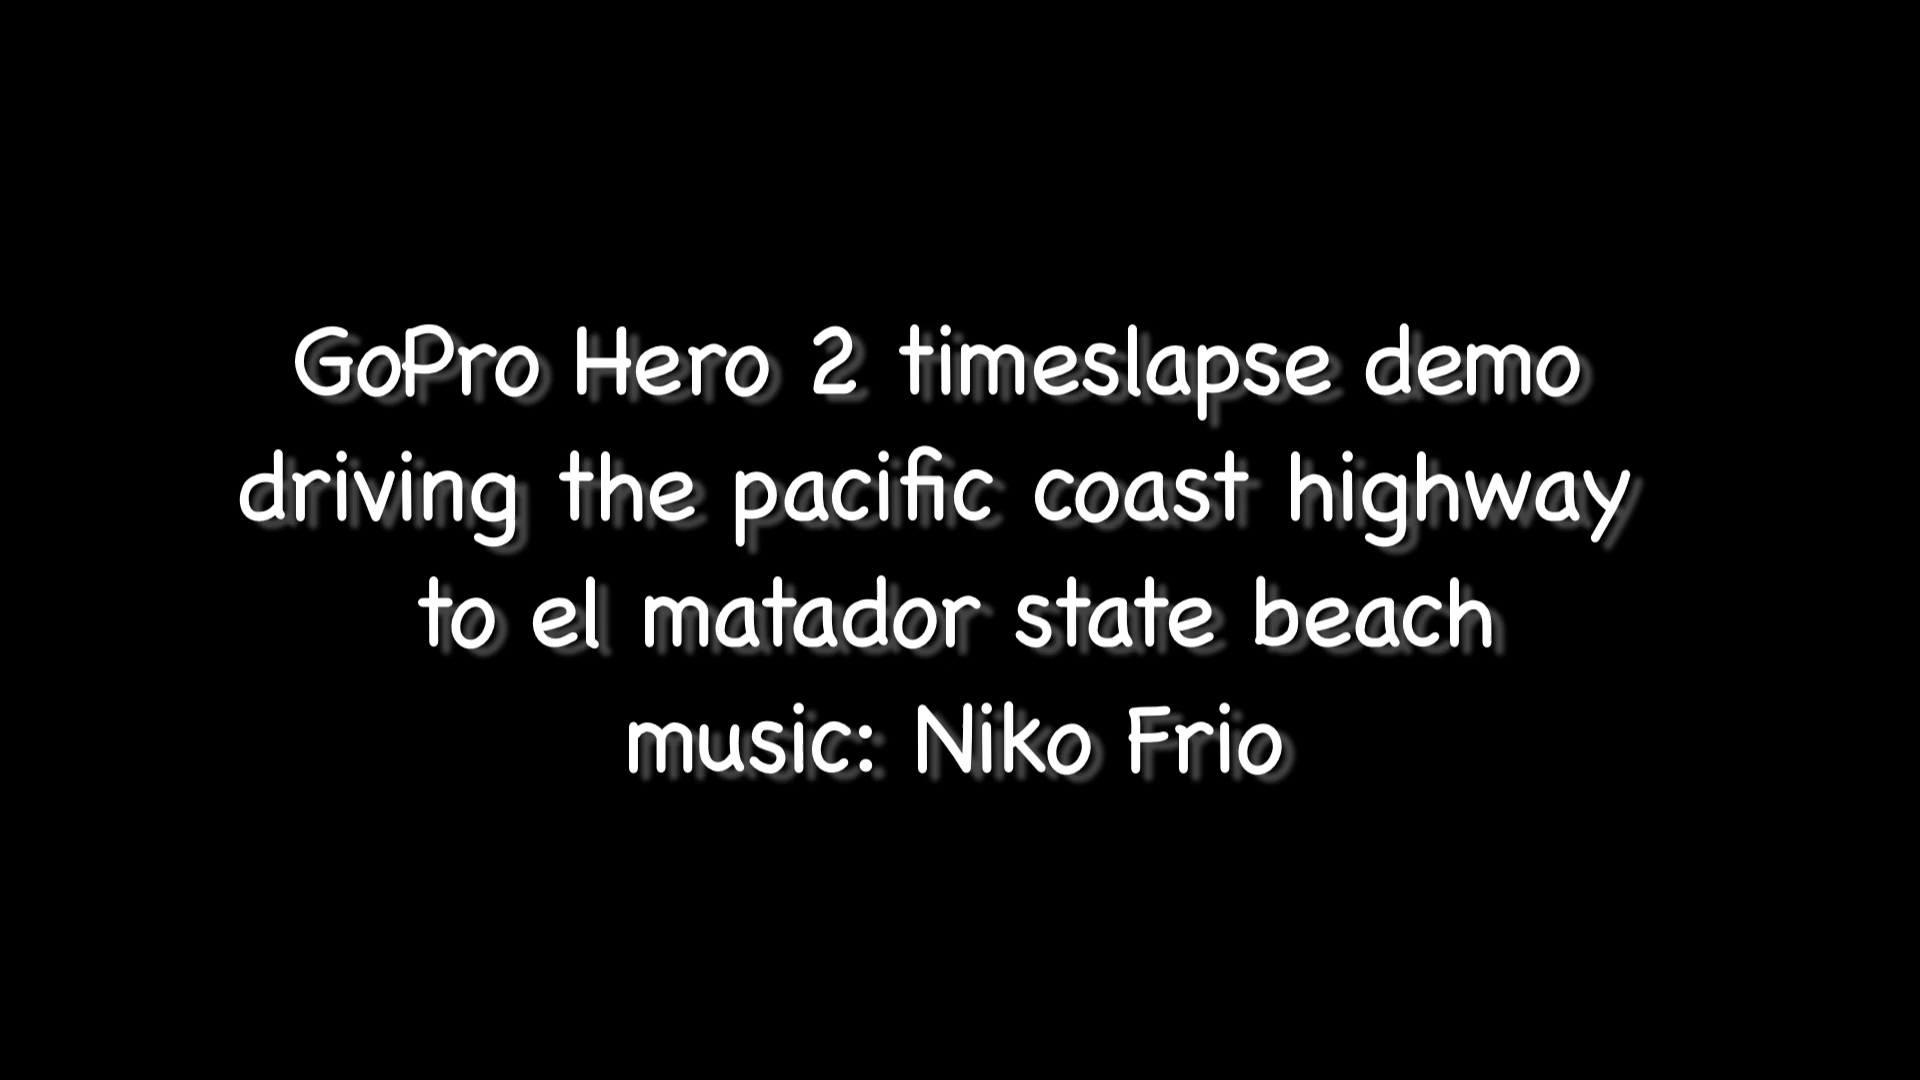 GoPro Hero 2 timeslapse demo
driving the pacific coast highway
to el matador state beach
music: Niko Frio